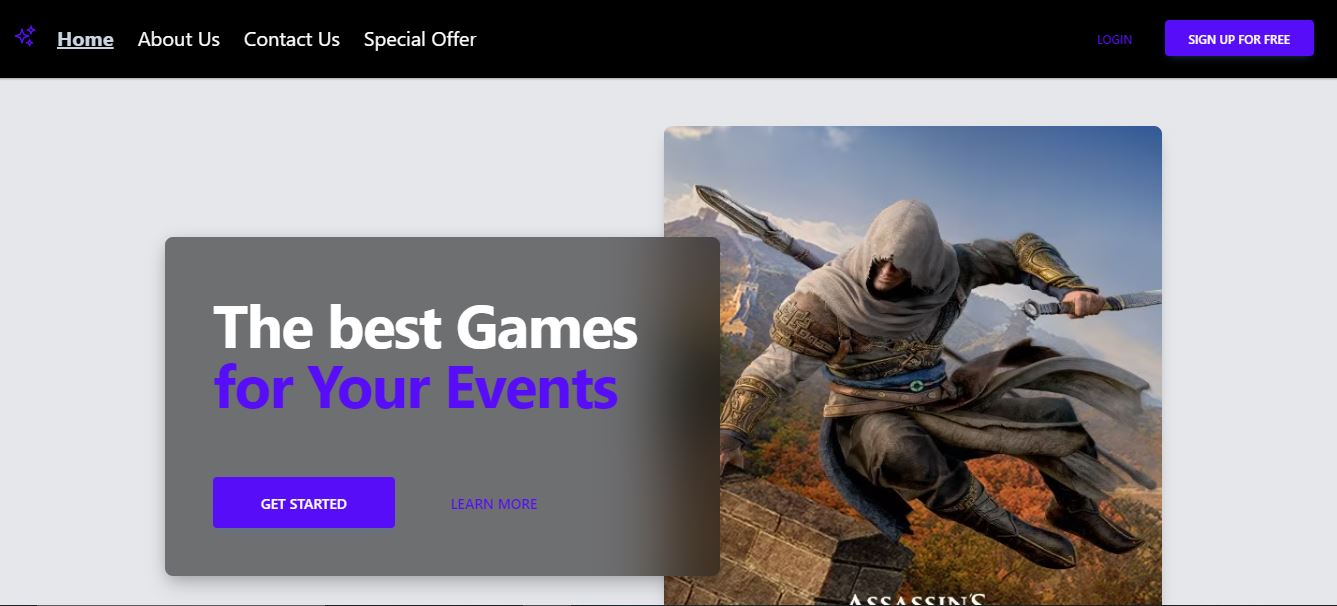 Home About Us Contact Us Special Offer LOGIN SIGN UP FOR FREE
The best Games
for Your Events
GET STARTED LEARN MORE
ASSASSIN'S